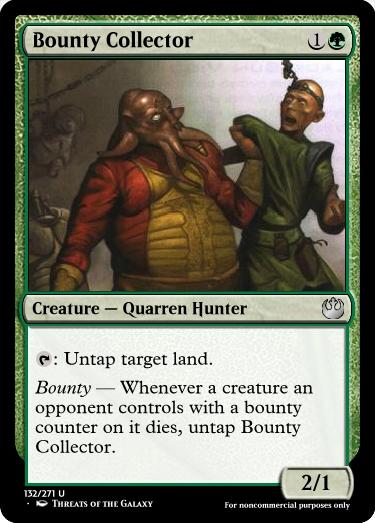 Bounty Collector 1
Creature — Quarren Hunter
: Untap target land.
Bounty — Whenever a creature an
opponent controls with a bounty
counter on it dies, untap Bounty
Collector.
2/1
132/271 U
· Threats of the Galaxy
For noncommercial purposes only